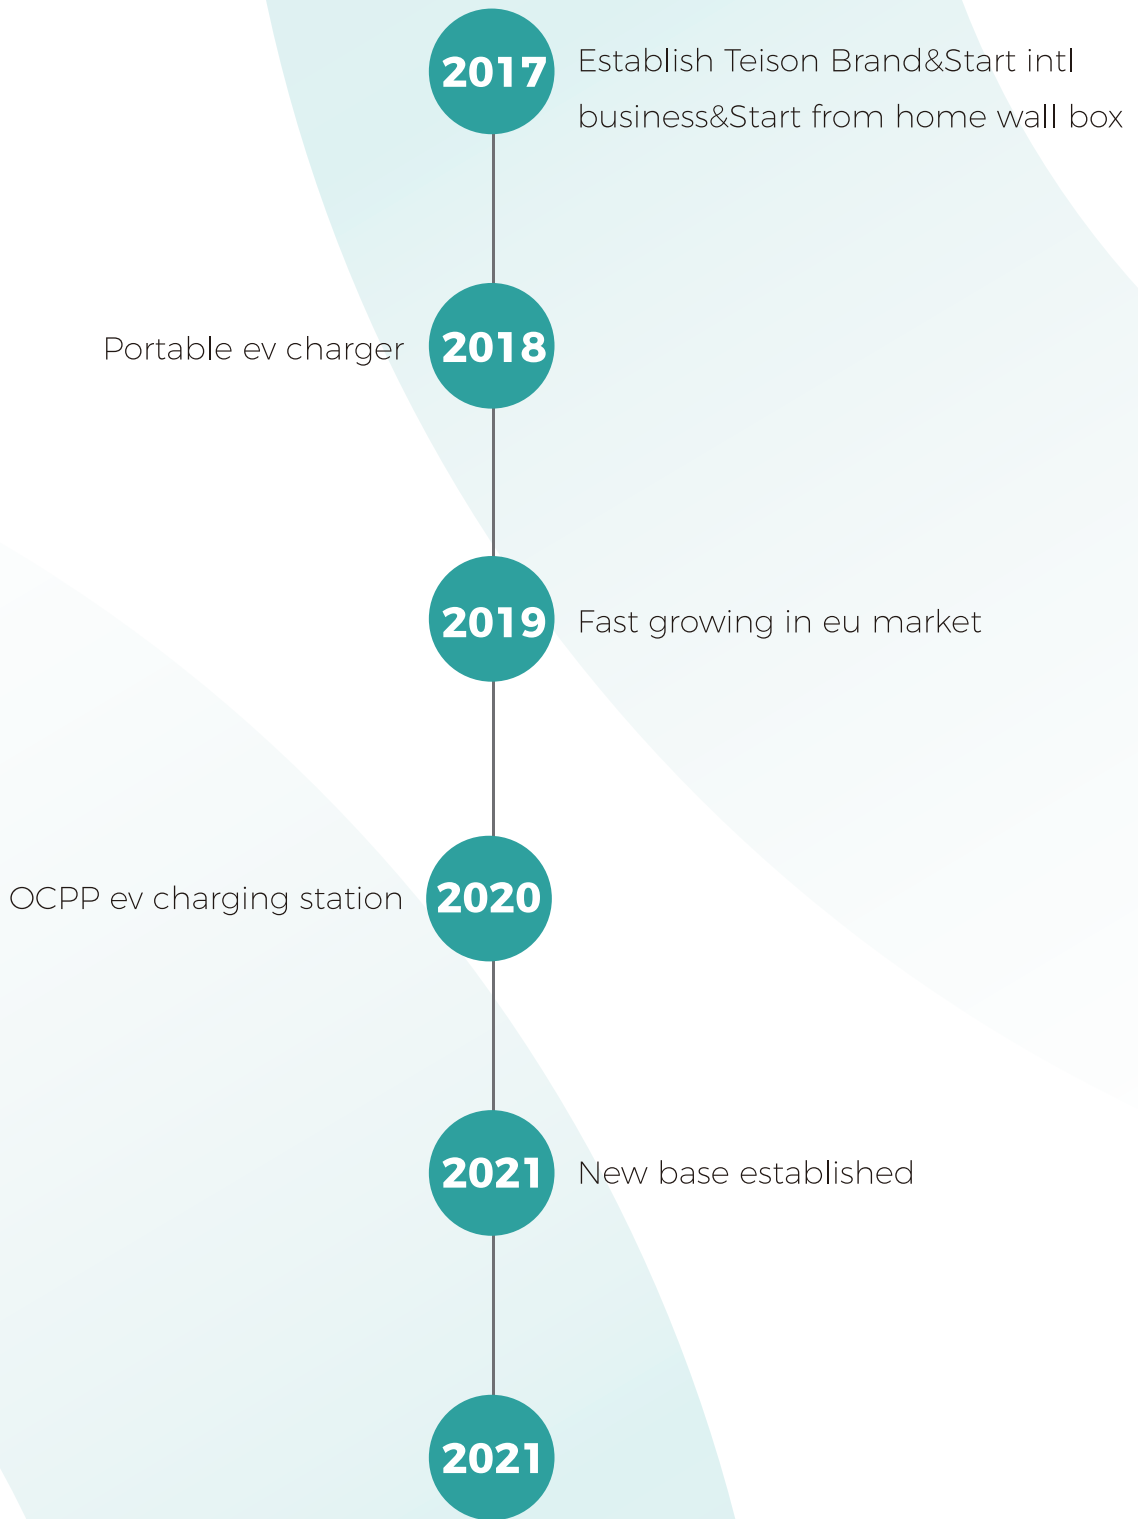 2017
Establish Teison Brand&Start intl
business&Start from home wall box
Portable ev charger
2018
2019
Fast growing in eu market
OCPP ev charging station
2020
2021
New base established
2021